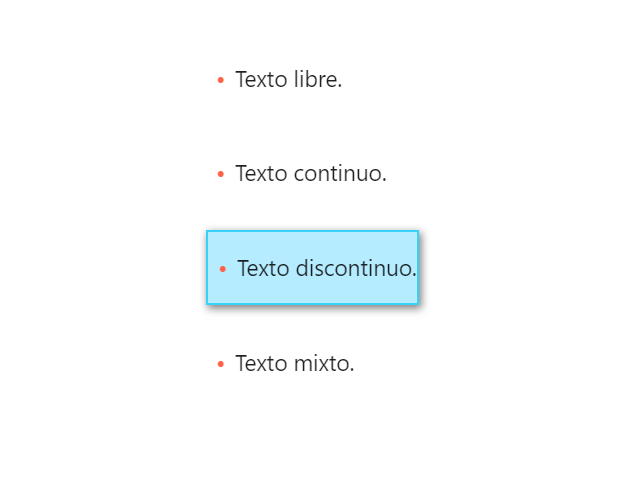 • Texto libre.
• Texto continuo.
• Texto discontinuo.
• Texto mixto.